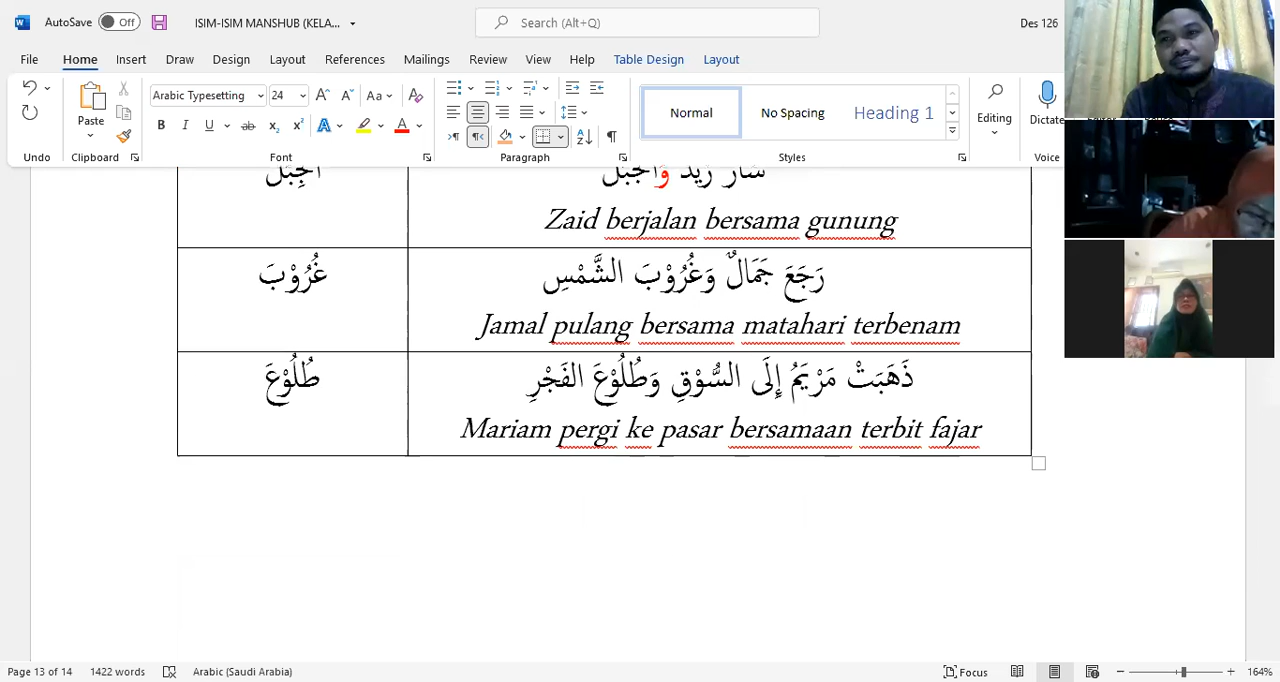 AutoSave Off ISIM-ISIM MANSHUB (KELA... Search (Alt+Q) Des 126
File Home Insert Draw Design Layout References Mailings Review View Help Table Design Layout
Paste Arabic Typesetting 24 Aa Normal No Spacing Heading 1 Editing Dictate
Undo Clipboard Font Paragraph Styles Voice
Zaid berjalan bersama gunung
رَجَعَ جَمَالٌ وَغُرُوْبَ الشَّمْسِ
غُرُوْبَ
Jamal pulang bersama matahari terbenam
ذَهَبَتْ مَرْيَمُ إِلَى السُّوْقِ وَطُلُوْعَ الفَجْرِ
طُلُوْعَ
Mariam pergi ke pasar bersamaan terbit fajar
Page 13 of 14 1422 words Arabic (Saudi Arabia) Focus 164%